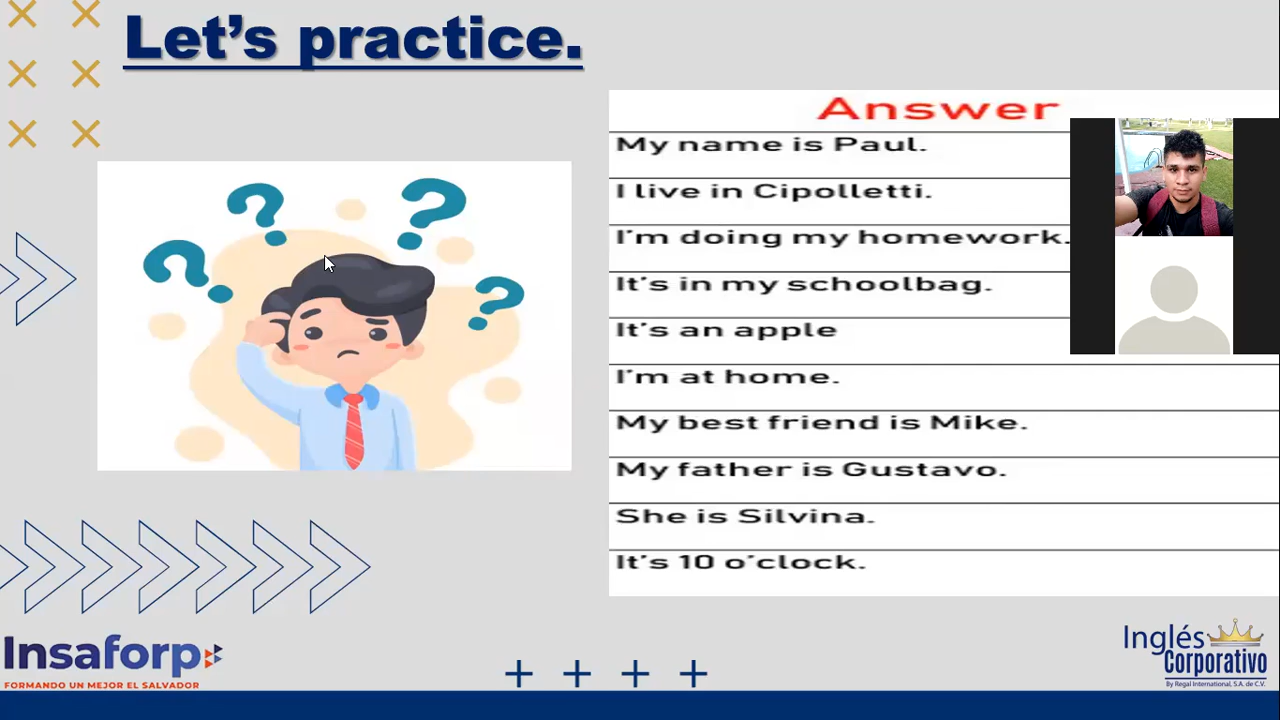 Let's practice.
Answer
My name is Paul.
I live in Cipolletti.
I'm doing my homework.
It's in my schoolbag.
It's an apple
I'm at home.
My best friend is Mike.
My father is Gustavo.
She is Silvina.
It's 10 o'clock.
Insaforp
FORMANDO UN MEJOR EL SALVADOR
Inglés
Corporativo
By Regal International, S.A. de C.V.